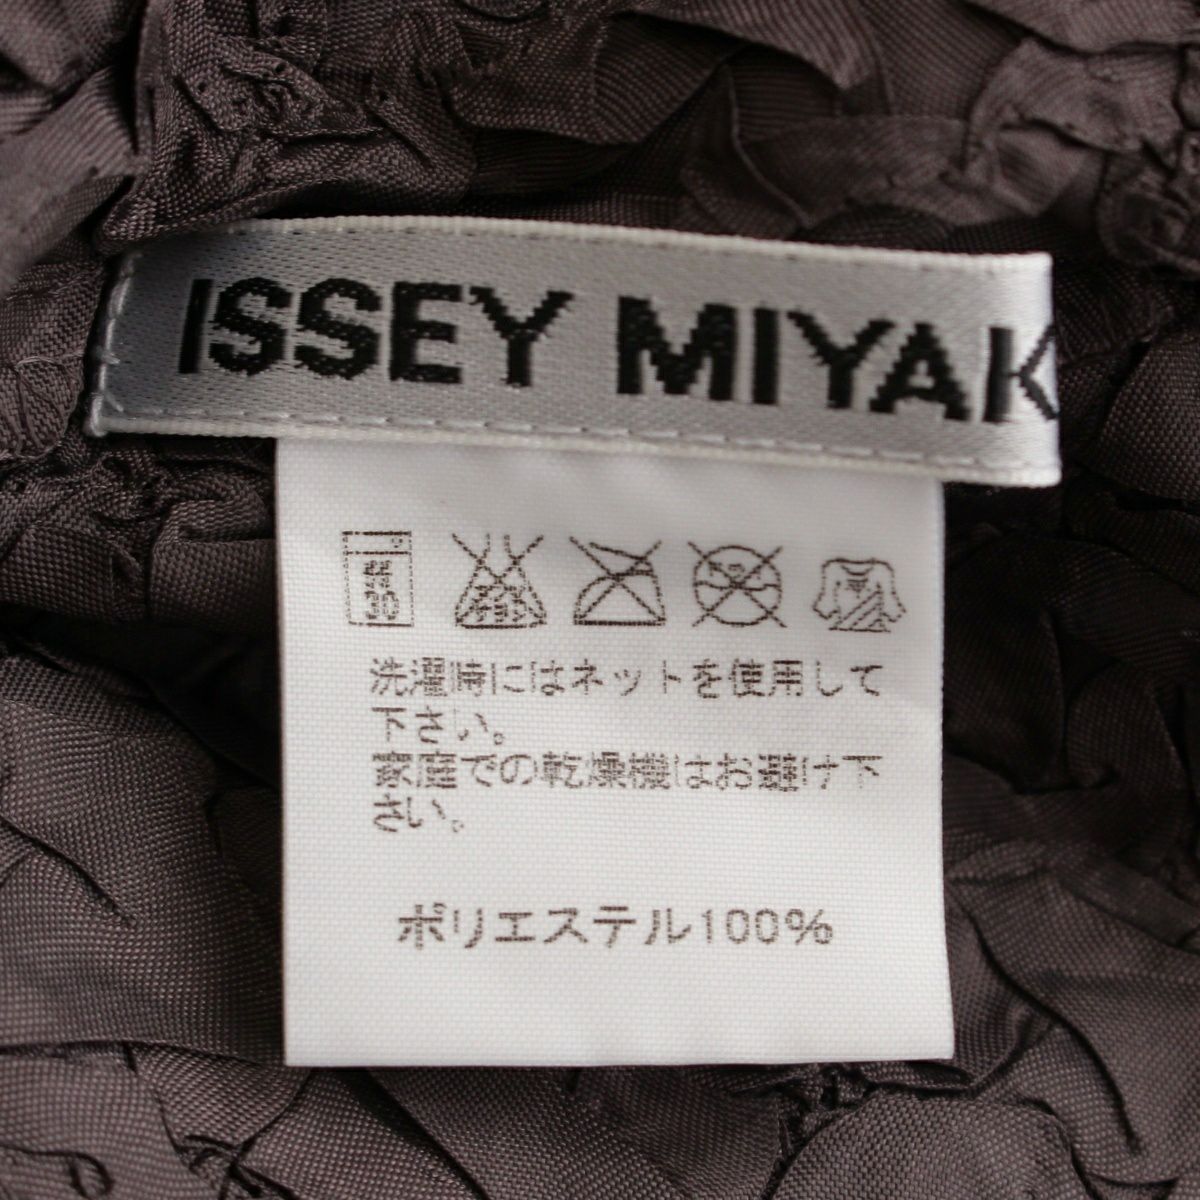 ISSEY MIYAK
洗濯時にはネットを使用して
下さい。
家庭での乾燥機はお避け下
さい。
ポリエステル100%